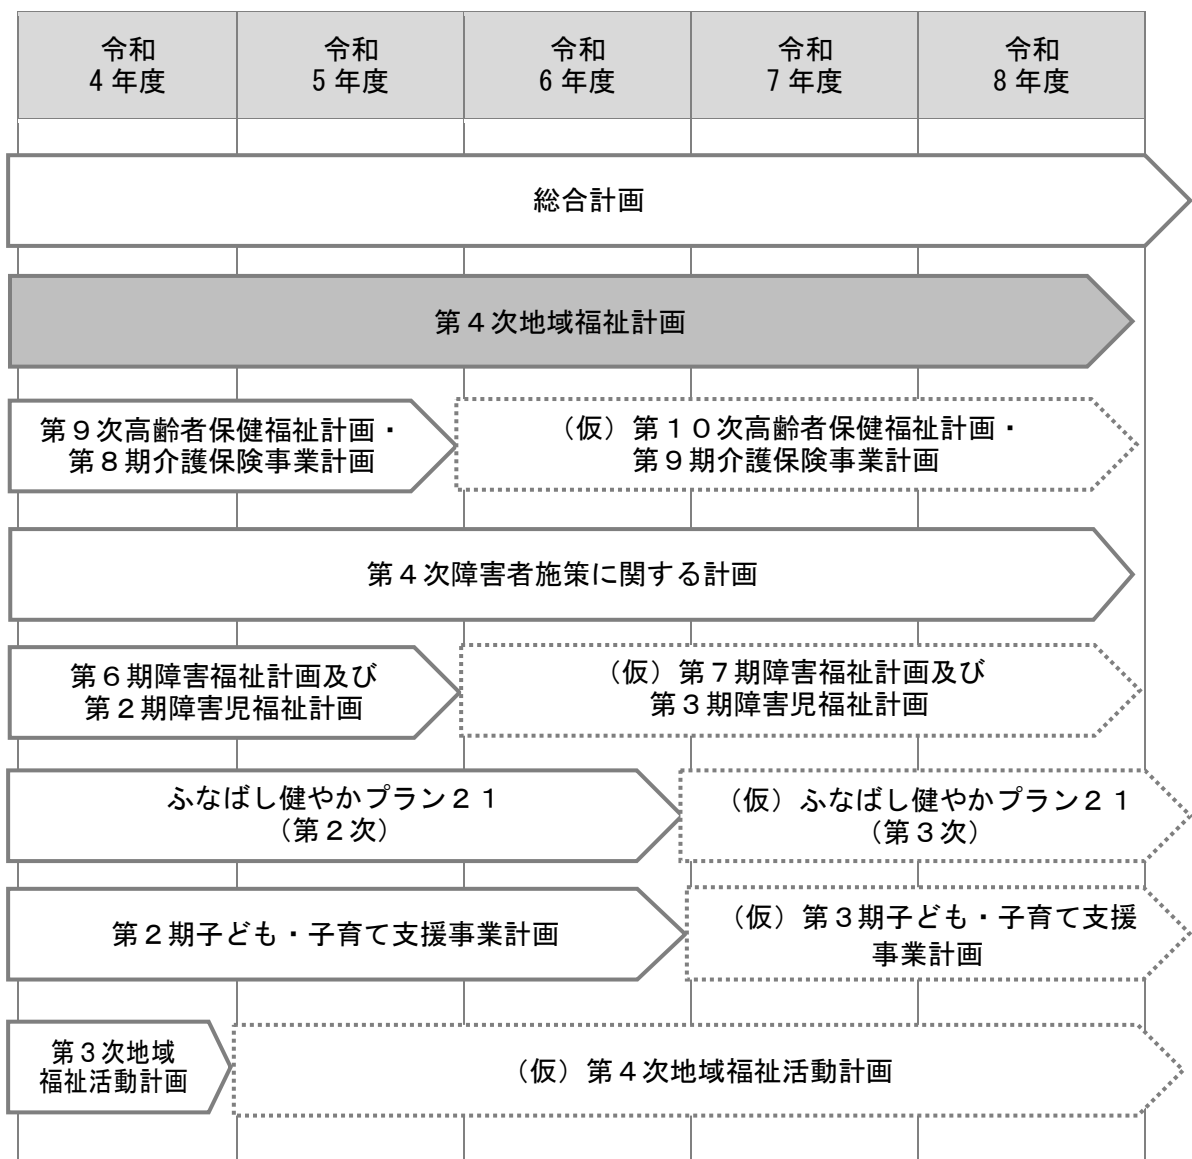 令和
4 年度
令和
5 年度
令和
6 年度
令和
7 年度
令和
8 年度
総合計画
第４次地域福祉計画
第９次高齢者保健福祉計画・
第８期介護保険事業計画
（仮）第１０次高齢者保健福祉計画・
第９期介護保険事業計画
第４次障害者施策に関する計画
第６期障害福祉計画及び
第２期障害児福祉計画
（仮）第７期障害福祉計画及び
第３期障害児福祉計画
ふなばし健やかプラン２１
（第２次）
（仮）ふなばし健やかプラン２１
（第３次）
第２期子ども・子育て支援事業計画
（仮）第３期子ども・子育て支援
事業計画
第３次地域
福祉活動計画
（仮）第４次地域福祉活動計画